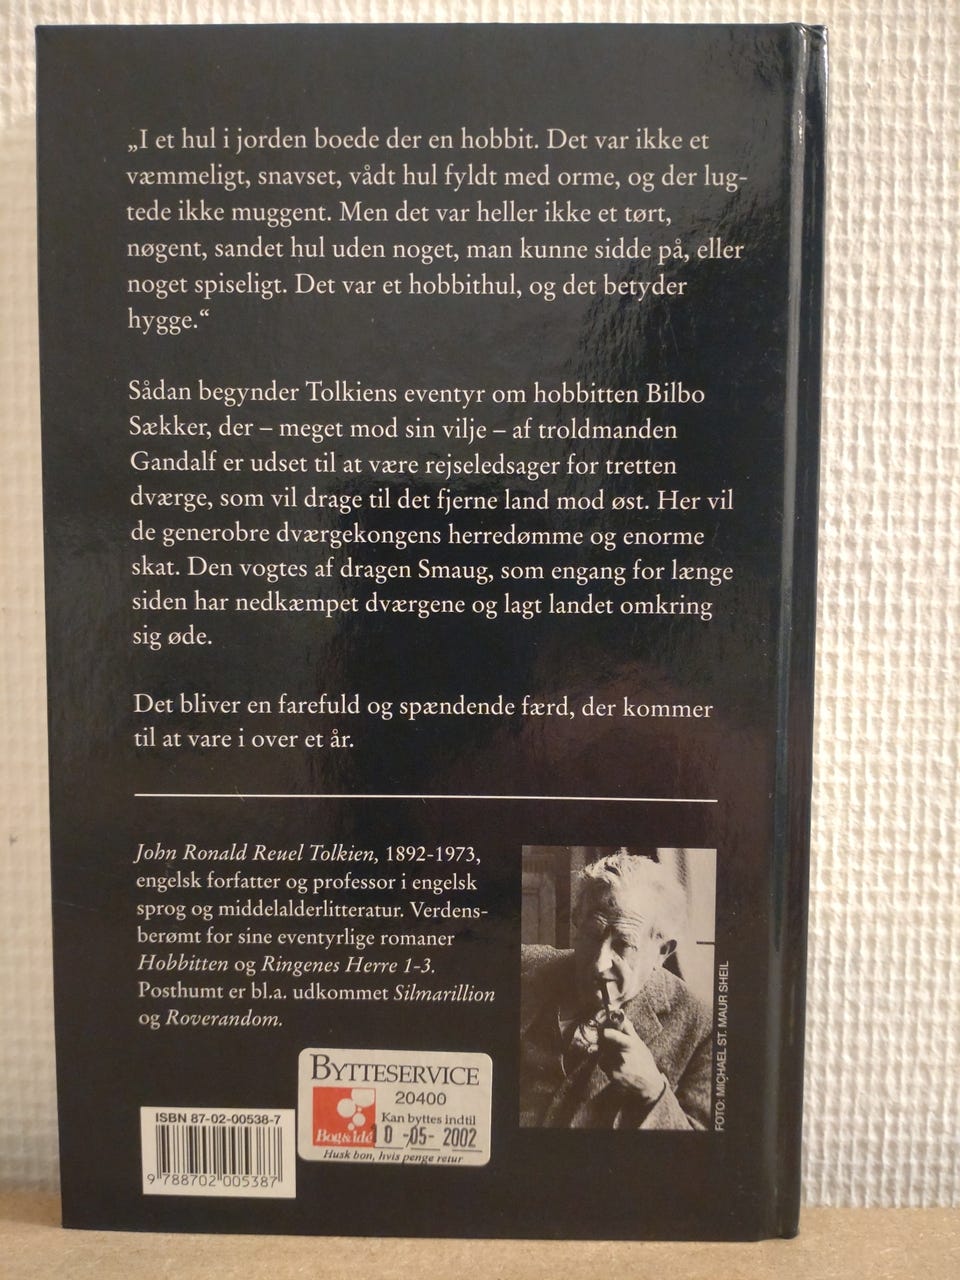 „I et hul i jorden boede der en hobbit. Det var ikke et
væmmeligt, snavset, vådt hul fyldt med orme, og der lug-
tede ikke muggent. Men det var heller ikke et tørt,
nøgent, sandet hul uden noget, man kunne sidde på, eller
noget spiseligt. Det var et hobbithul, og det betyder
hygge.“
Sådan begynder Tolkiens eventyr om hobbitten Bilbo
Sækker, der – meget mod sin vilje – af troldmanden
Gandalf er udset til at være rejseledsager for tretten
dværge, som vil drage til det fjerne land mod øst. Her vil
de generobre dværgekongens herredømme og enorme
skat. Den vogtes af dragen Smaug, som engang for længe
siden har nedkæmpet dværgene og lagt landet omkring
sig øde.
Det bliver en farefuld og spændende færd, der kommer
til at vare i over et år.
John Ronald Reuel Tolkien, 1892-1973,
engelsk forfatter og professor i engelsk
sprog og middelalderlitteratur. Verdens-
berømt for sine eventyrlige romaner
Hobbitten og Ringenes Herre 1-3.
Posthumt er bl.a. udkommet Silmarillion
og Roverandom.
FOTO: MICHAEL ST. MAUR SHEIL
BYTTESERVICE
20400
Kan byttes indtil
0 -05- 2002
Bog&idé
Husk bon, hvis penge retur
ISBN 87-02-00538-7
9 788702 005387